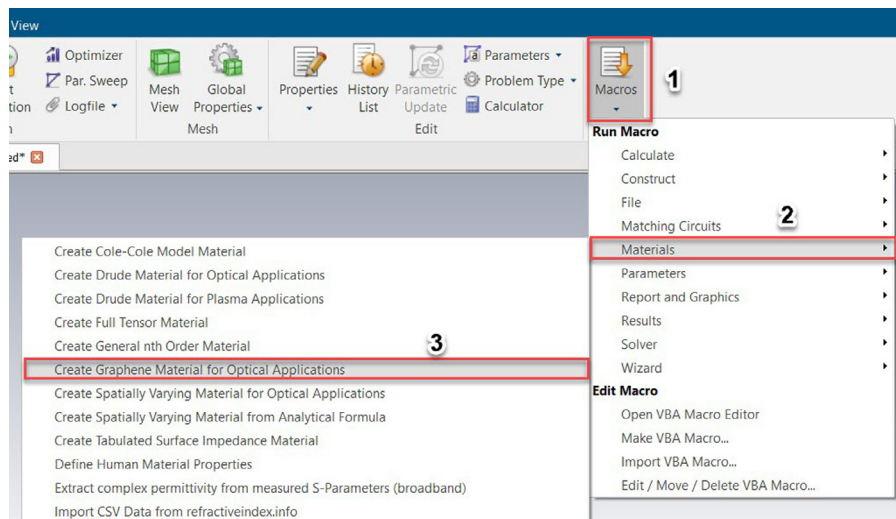 View
Optimizer
Par. Sweep
Logfile
Mesh View
Global Properties
Mesh
Properties
History List
Parametric Update
Parameters
Problem Type
Calculator
Edit
Macros
1
Run Macro
Calculate
Construct
File
Matching Circuits
2
Materials
Parameters
Report and Graphics
Results
Solver
Wizard
Edit Macro
Open VBA Macro Editor
Make VBA Macro...
Import VBA Macro...
Edit / Move / Delete VBA Macro...
Create Cole-Cole Model Material
Create Drude Material for Optical Applications
Create Drude Material for Plasma Applications
Create Full Tensor Material
Create General nth Order Material
3
Create Graphene Material for Optical Applications
Create Spatially Varying Material for Optical Applications
Create Spatially Varying Material from Analytical Formula
Create Tabulated Surface Impedance Material
Define Human Material Properties
Extract complex permittivity from measured S-Parameters (broadband)
Import CSV Data from refractiveindex.info